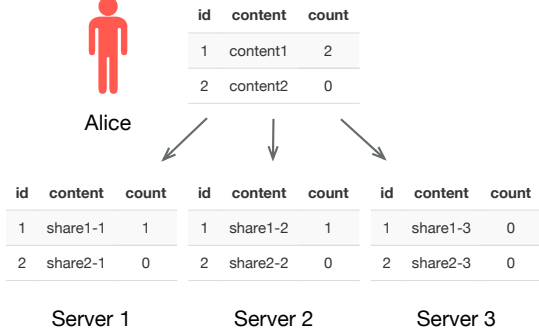 id content count
1 content1 2
2 content2 0
Alice
id content count id content count id content count
1 share1-1 1 1 share1-2 1 1 share1-3 0
2 share2-1 0 2 share2-2 0 2 share2-3 0
Server 1 Server 2 Server 3